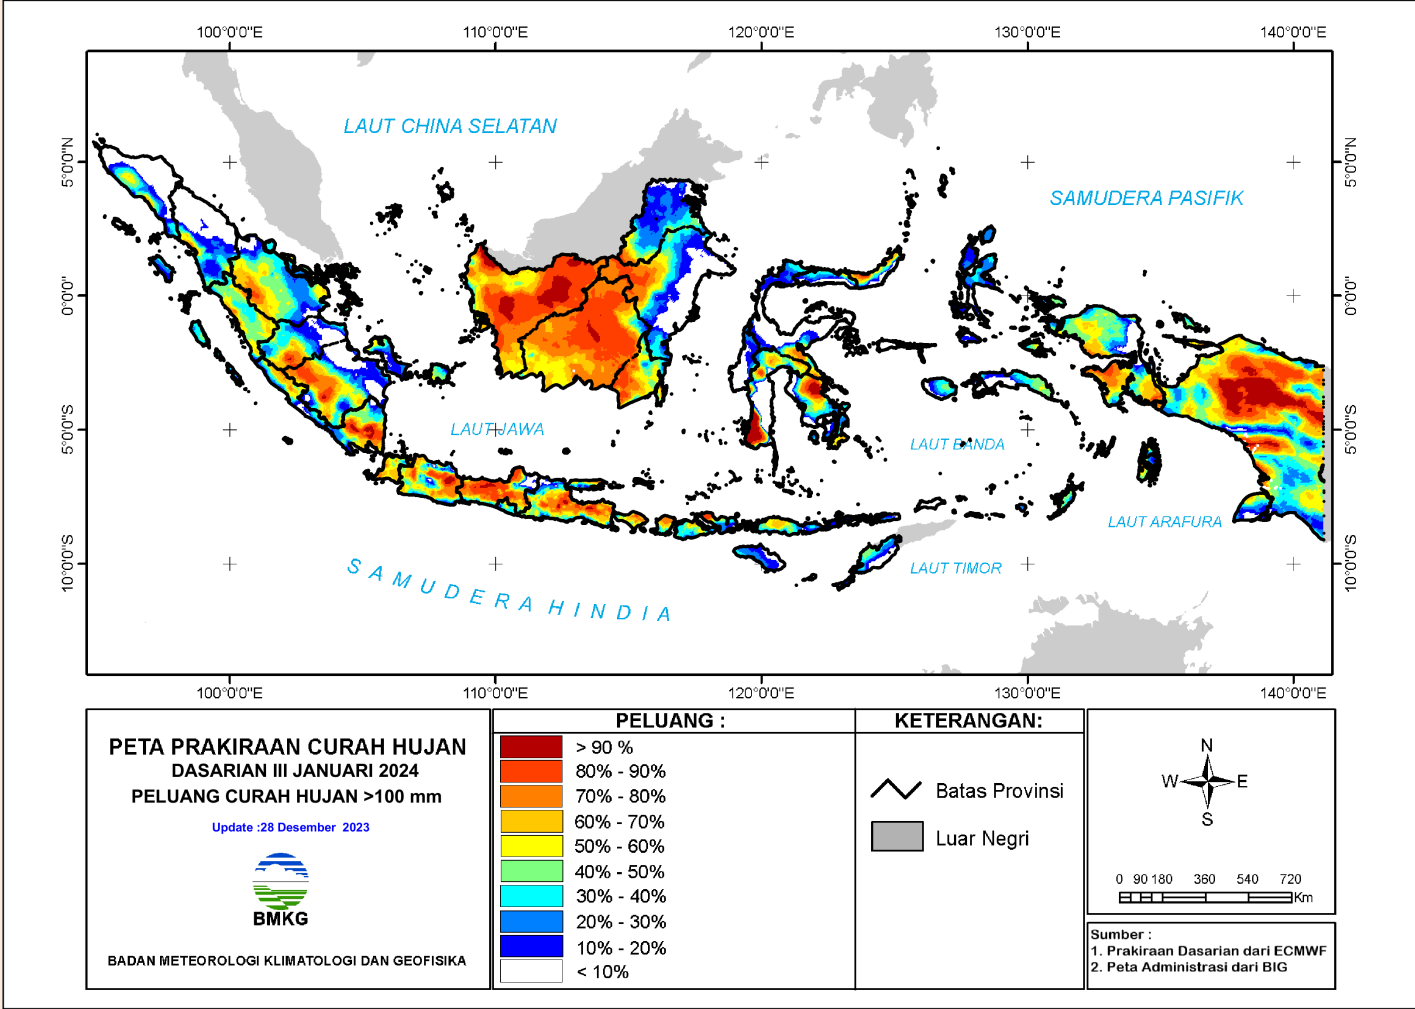 100°0'0"E 110°0'0"E 120°0'0"E 130°0'0"E 140°0'0"E
5°0'0"N
0°0'0"
5°0'0"S
10°0'0"S
LAUT CHINA SELATAN
SAMUDERA PASIFIK
LAUT JAWA
LAUT BANDA
LAUT ARAFURA
LAUT TIMOR
SAMUDERA HINDIA
5°0'0"N
0°0'0"
5°0'0"S
10°0'0"S
100°0'0"E 110°0'0"E 120°0'0"E 130°0'0"E 140°0'0"E
PETA PRAKIRAAN CURAH HUJAN
DASARIAN III JANUARI 2024
PELUANG CURAH HUJAN >100 mm
Update :28 Desember 2023
BMKG
BADAN METEOROLOGI KLIMATOLOGI DAN GEOFISIKA
PELUANG :
> 90 %
80% - 90%
70% - 80%
60% - 70%
50% - 60%
40% - 50%
30% - 40%
20% - 30%
10% - 20%
< 10%
KETERANGAN:
Batas Provinsi
Luar Negri
N
W E
S
0 90 180 360 540 720
Km
Sumber :
1. Prakiraan Dasarian dari ECMWF
2. Peta Administrasi dari BIG